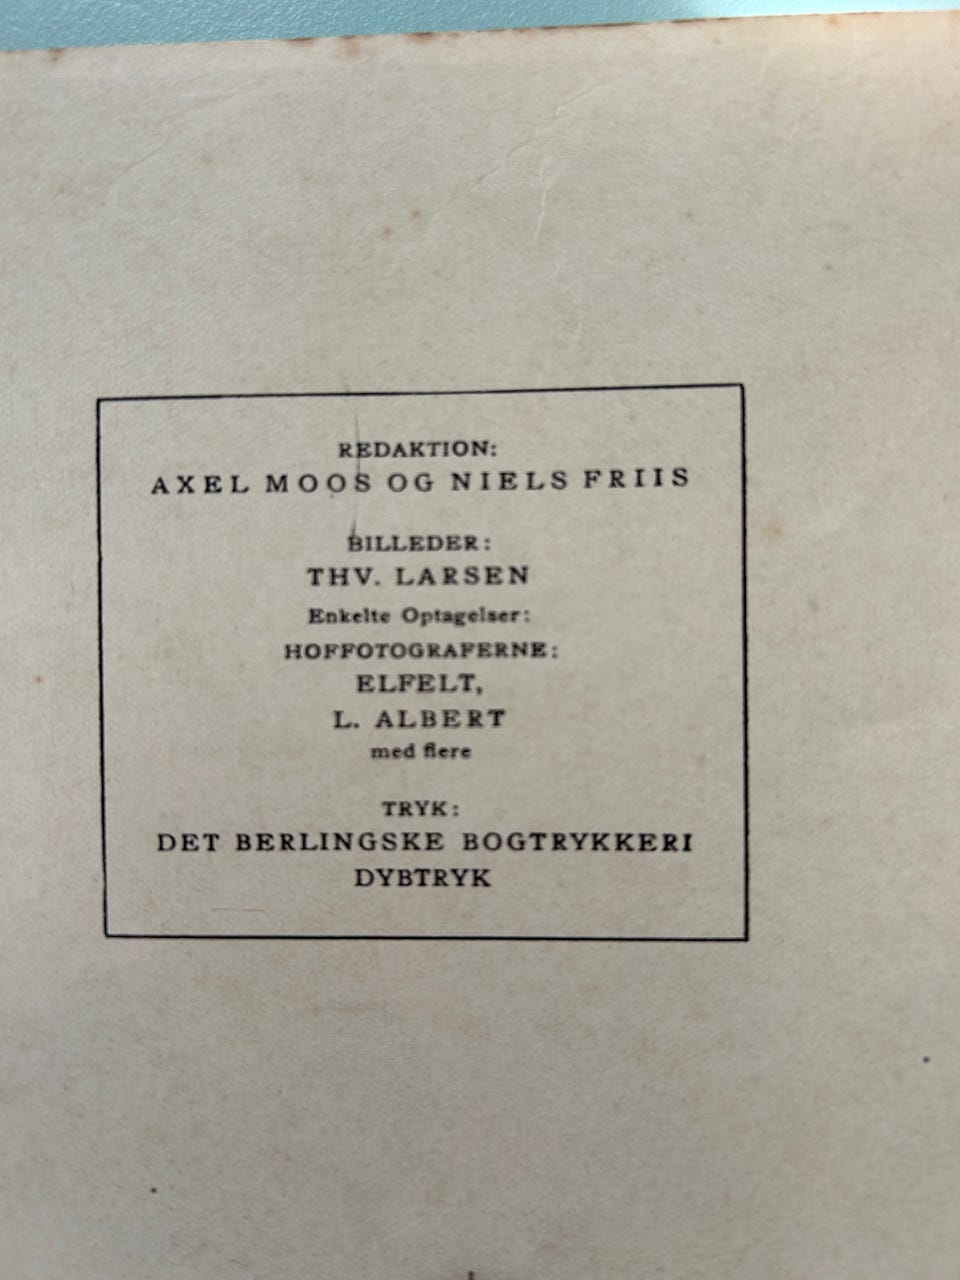 REDAKTION:
AXEL MOOS OG NIELS FRIIS
BILLEDER:
THV. LARSEN
Enkelte Optagelser:
HOFFOTOGRAFERNE:
ELFELT,
L. ALBERT
med flere
TRYK:
DET BERLINGSKE BOGTRYKKERI
DYBTRYK